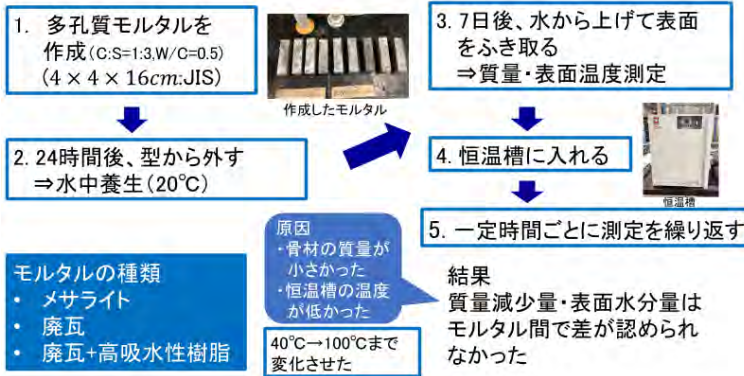 1. 多孔質モルタルを
作成(C:S=1:3,W/C=0.5)
(4×4×16cm:JIS)
作成したモルタル
2. 24時間後、型から外す
⇒水中養生(20℃)
3. 7日後、水から上げて表面
をふき取る
⇒質量・表面温度測定
4. 恒温槽に入れる
恒温槽
5. 一定時間ごとに測定を繰り返す
モルタルの種類
• メサライト
• 廃瓦
• 廃瓦+高吸水性樹脂
原因
・骨材の質量が
小さかった
・恒温槽の温度
が低かった
40℃→100℃まで
変化させた
結果
質量減少量・表面水分量は
モルタル間で差が認められ
なかった